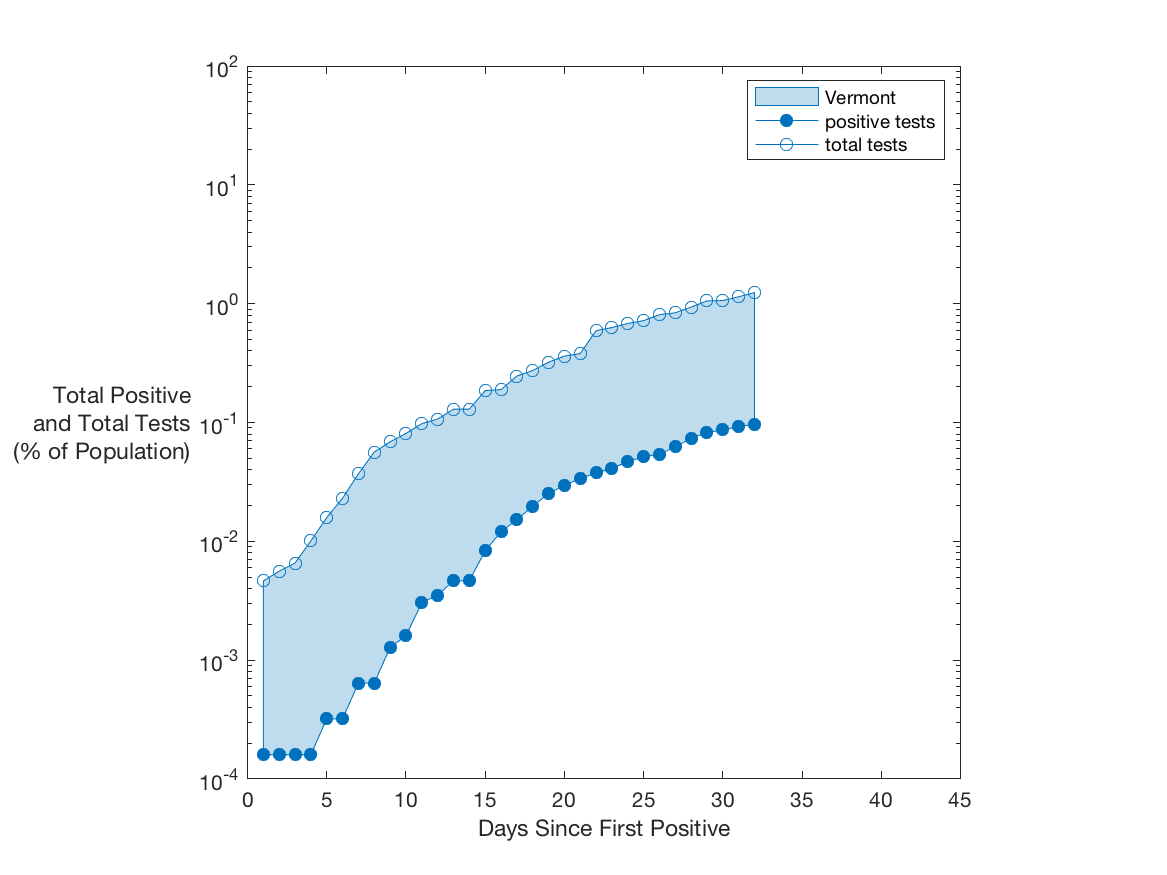 10^2
10^1
10^0
10^-1
10^-2
10^-3
10^-4
Total Positive
and Total Tests
(% of Population)
Vermont
positive tests
total tests
0 5 10 15 20 25 30 35 40 45
Days Since First Positive